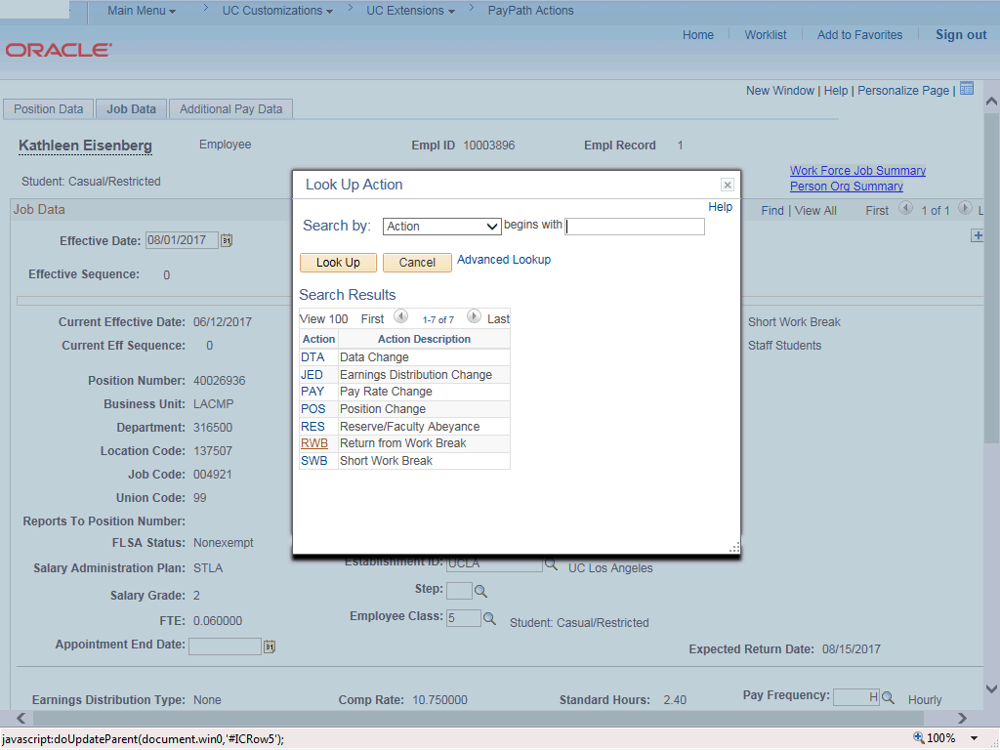 Main Menu > UC Customizations > UC Extensions > PayPath Actions
Home Worklist Add to Favorites Sign out
ORACLE
New Window | Help | Personalize Page |
Position Data Job Data Additional Pay Data
Kathleen Eisenberg Employee Empl ID 10003896 Empl Record 1
Student: Casual/Restricted
Work Force Job Summary
Person Org Summary
Job Data
Find | View All First 1 of 1 L
Effective Date: 08/01/2017
Effective Sequence: 0
Current Effective Date: 06/12/2017
Short Work Break
Current Eff Sequence: 0
Staff Students
Position Number: 40026936
Business Unit: LACMP
Department: 316500
Location Code: 137507
Job Code: 004921
Union Code: 99
Reports To Position Number:
FLSA Status: Nonexempt
Salary Administration Plan: STLA
Salary Grade: 2
FTE: 0.060000
Appointment End Date:
Look Up Action
Help
Search by: Action begins with
Look Up Cancel Advanced Lookup
Search Results
View 100 First 1-7 of 7 Last
Action Action Description
DTA Data Change
JED Earnings Distribution Change
PAY Pay Rate Change
POS Position Change
RES Reserve/Faculty Abeyance
RWB Return from Work Break
SWB Short Work Break
Establishment ID: UCLA UC Los Angeles
Step:
Employee Class: 5 Student: Casual/Restricted
Expected Return Date: 08/15/2017
Earnings Distribution Type: None Comp Rate: 10.750000 Standard Hours: 2.40 Pay Frequency: H Hourly
javascript:doUpdateParent(document.win0,'#ICRow5');
100%